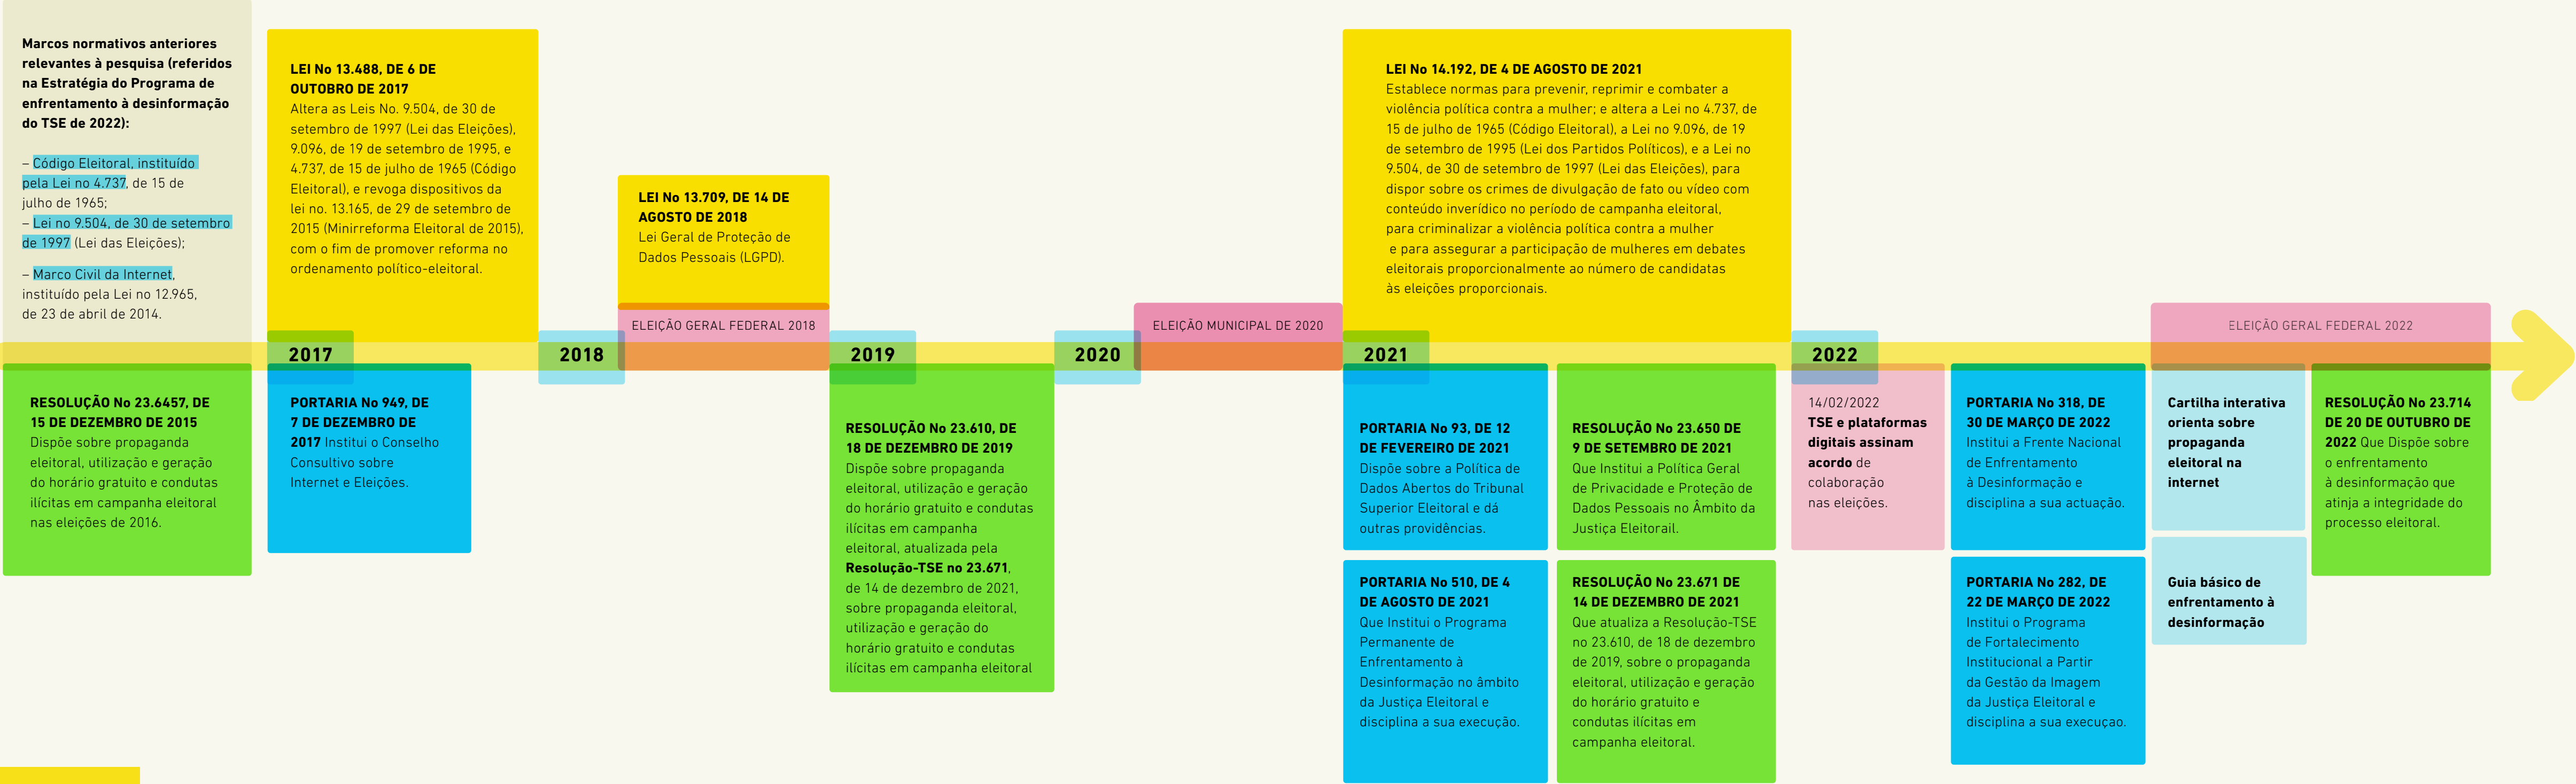 Marcos normativos anteriores
relevantes à pesquisa (referidos
na Estratégia do Programa de
enfrentamento à desinformação
do TSE de 2022):
– Código Eleitoral, instituído
pela Lei no 4.737, de 15 de
julho de 1965;
– Lei no 9.504, de 30 de setembro
de 1997 (Lei das Eleições);
– Marco Civil da Internet,
instituído pela Lei no 12.965,
de 23 de abril de 2014.
RESOLUÇÃO No 23.6457, DE
15 DE DEZEMBRO DE 2015
Dispõe sobre propaganda
eleitoral, utilização e geração
do horário gratuito e condutas
ilícitas em campanha eleitoral
nas eleições de 2016.
LEI No 13.488, DE 6 DE
OUTOBRO DE 2017
Altera as Leis No. 9.504, de 30 de
setembro de 1997 (Lei das Eleições),
9.096, de 19 de setembro de 1995, e
4.737, de 15 de julho de 1965 (Código
Eleitoral), e revoga dispositivos da
lei no. 13.165, de 29 de setembro de
2015 (Minirreforma Eleitoral de 2015),
com o fim de promover reforma no
ordenamento político-eleitoral.
2017
PORTARIA No 949, DE
7 DE DEZEMBRO DE
2017 Institui o Conselho
Consultivo sobre
Internet e Eleições.
2018
LEI No 13.709, DE 14 DE
AGOSTO DE 2018
Lei Geral de Proteção de
Dados Pessoais (LGPD).
ELEIÇÃO GERAL FEDERAL 2018
2019
RESOLUÇÃO No 23.610, DE
18 DE DEZEMBRO DE 2019
Dispõe sobre propaganda
eleitoral, utilização e geração
do horário gratuito e condutas
ilícitas em campanha
eleitoral, atualizada pela
Resolução-TSE no 23.671,
de 14 de dezembro de 2021,
sobre propaganda eleitoral,
utilização e geração do
horário gratuito e condutas
ilícitas em campanha eleitoral
2020
ELEIÇÃO MUNICIPAL DE 2020
LEI No 14.192, DE 4 DE AGOSTO DE 2021
Establece normas para prevenir, reprimir e combater a
violência política contra a mulher; e altera a Lei no 4.737, de
15 de julho de 1965 (Código Eleitoral), a Lei no 9.096, de 19
de setembro de 1995 (Lei dos Partidos Políticos), e a Lei no
9.504, de 30 de setembro de 1997 (Lei das Eleições), para
dispor sobre os crimes de divulgação de fato ou vídeo com
conteúdo inverídico no período de campanha eleitoral,
para criminalizar a violência política contra a mulher
e para assegurar a participação de mulheres em debates
eleitorais proporcionalmente ao número de candidatas
às eleições proporcionais.
2021
PORTARIA No 93, DE 12
DE FEVEREIRO DE 2021
Dispõe sobre a Política de
Dados Abertos do Tribunal
Superior Eleitoral e dá
outras providências.
PORTARIA No 510, DE 4
DE AGOSTO DE 2021
Que Institui o Programa
Permanente de
Enfrentamento à
Desinformação no âmbito
da Justiça Eleitoral e
disciplina a sua execução.
RESOLUÇÃO No 23.650 DE
9 DE SETEMBRO DE 2021
Que Institui a Política Geral
de Privacidade e Proteção de
Dados Pessoais no Âmbito da
Justiça Eleitorail.
RESOLUÇÃO No 23.671 DE
14 DE DEZEMBRO DE 2021
Que atualiza a Resolução-TSE
no 23.610, de 18 de dezembro
de 2019, sobre o propaganda
eleitoral, utilização e geração
do horário gratuito e
condutas ilícitas em
campanha eleitoral.
2022
14/02/2022
TSE e plataformas
digitais assinam
acordo de
colaboração
nas eleições.
PORTARIA No 318, DE
30 DE MARÇO DE 2022
Institui a Frente Nacional
de Enfrentamento
à Desinformação e
disciplina a sua actuação.
PORTARIA No 282, DE
22 DE MARÇO DE 2022
Institui o Programa
de Fortalecimento
Institucional a Partir
da Gestão da Imagem
da Justiça Eleitoral e
disciplina a sua execuçao.
ELEIÇÃO GERAL FEDERAL 2022
Cartilha interativa
orienta sobre
propaganda
eleitoral na
internet
Guia básico de
enfrentamento à
desinformação
RESOLUÇÃO No 23.714
DE 20 DE OUTUBRO DE
2022 Que Dispõe sobre
o enfrentamento
à desinformação que
atinja a integridade do
processo eleitoral.